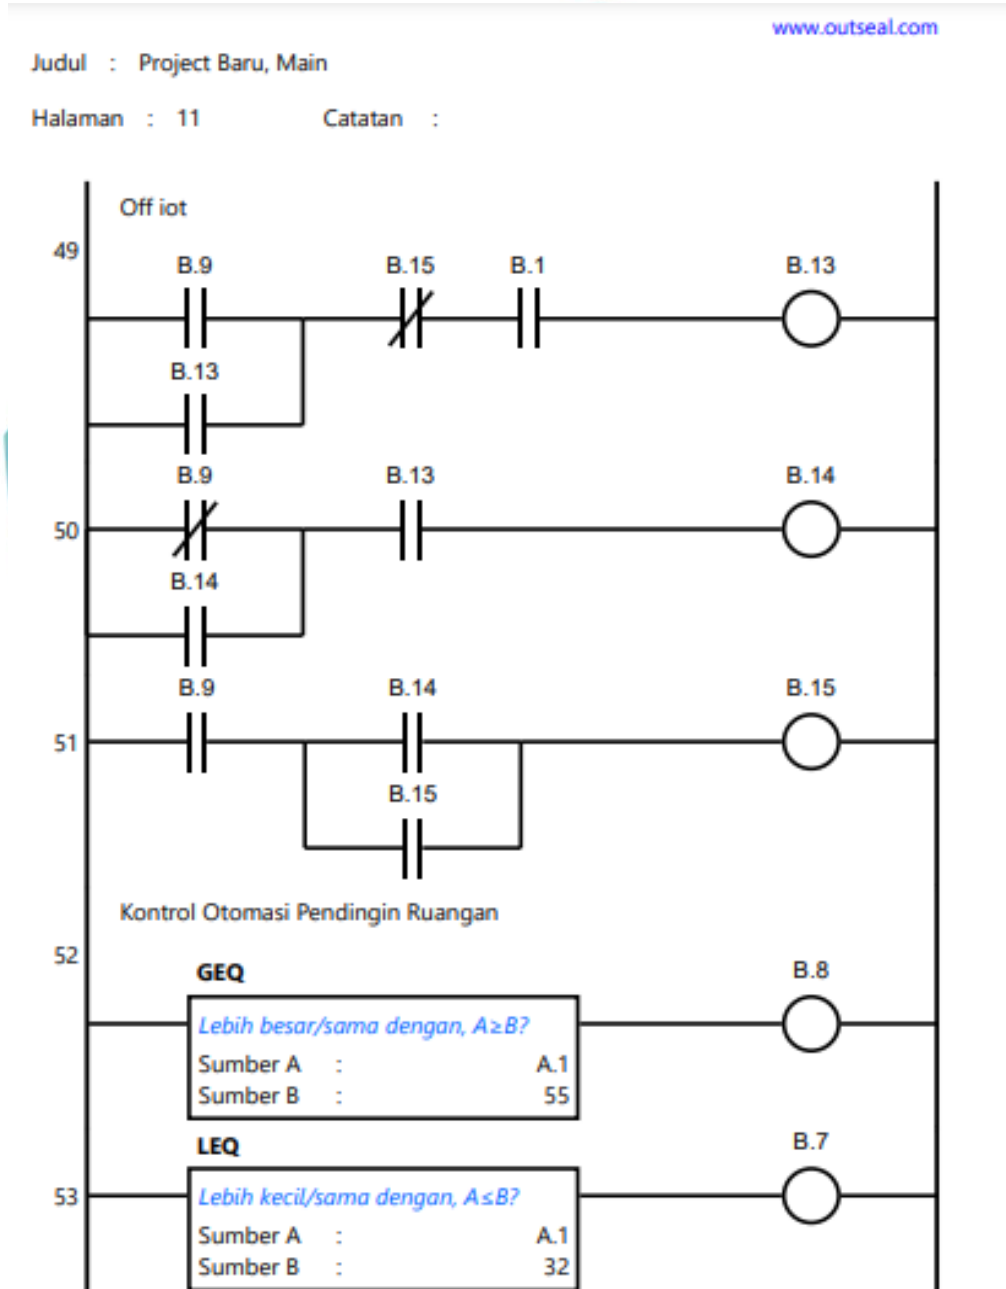 www.outseal.com
Judul : Project Baru, Main
Halaman : 11 Catatan :
Off iot
49
B.9 B.15 B.1 B.13
B.13
B.9 B.13 B.14
50
B.14
B.9 B.14 B.15
51
B.15
Kontrol Otomasi Pendingin Ruangan
52
GEQ B.8
Lebih besar/sama dengan, A≥B?
Sumber A : A.1
Sumber B : 55
LEQ B.7
53
Lebih kecil/sama dengan, A≤B?
Sumber A : A.1
Sumber B : 32